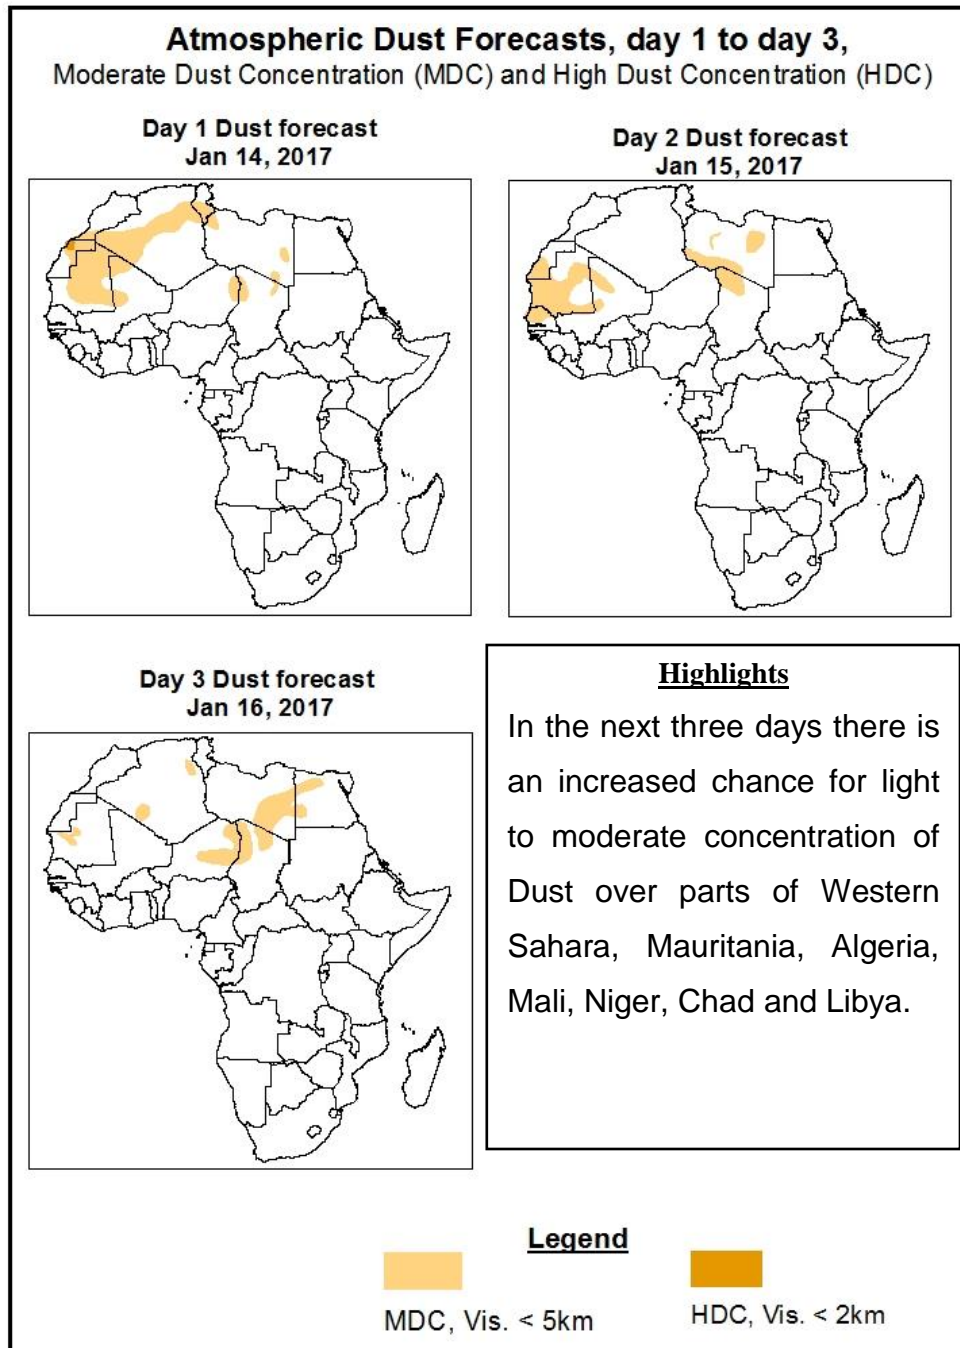 Atmospheric Dust Forecasts, day 1 to day 3,
Moderate Dust Concentration (MDC) and High Dust Concentration (HDC)
Day 1 Dust forecast
Jan 14, 2017
Day 2 Dust forecast
Jan 15, 2017
Day 3 Dust forecast
Jan 16, 2017
Highlights
In the next three days there is
an increased chance for light
to moderate concentration of
Dust over parts of Western
Sahara, Mauritania, Algeria,
Mali, Niger, Chad and Libya.
Legend
MDC, Vis. < 5km
HDC, Vis. < 2km